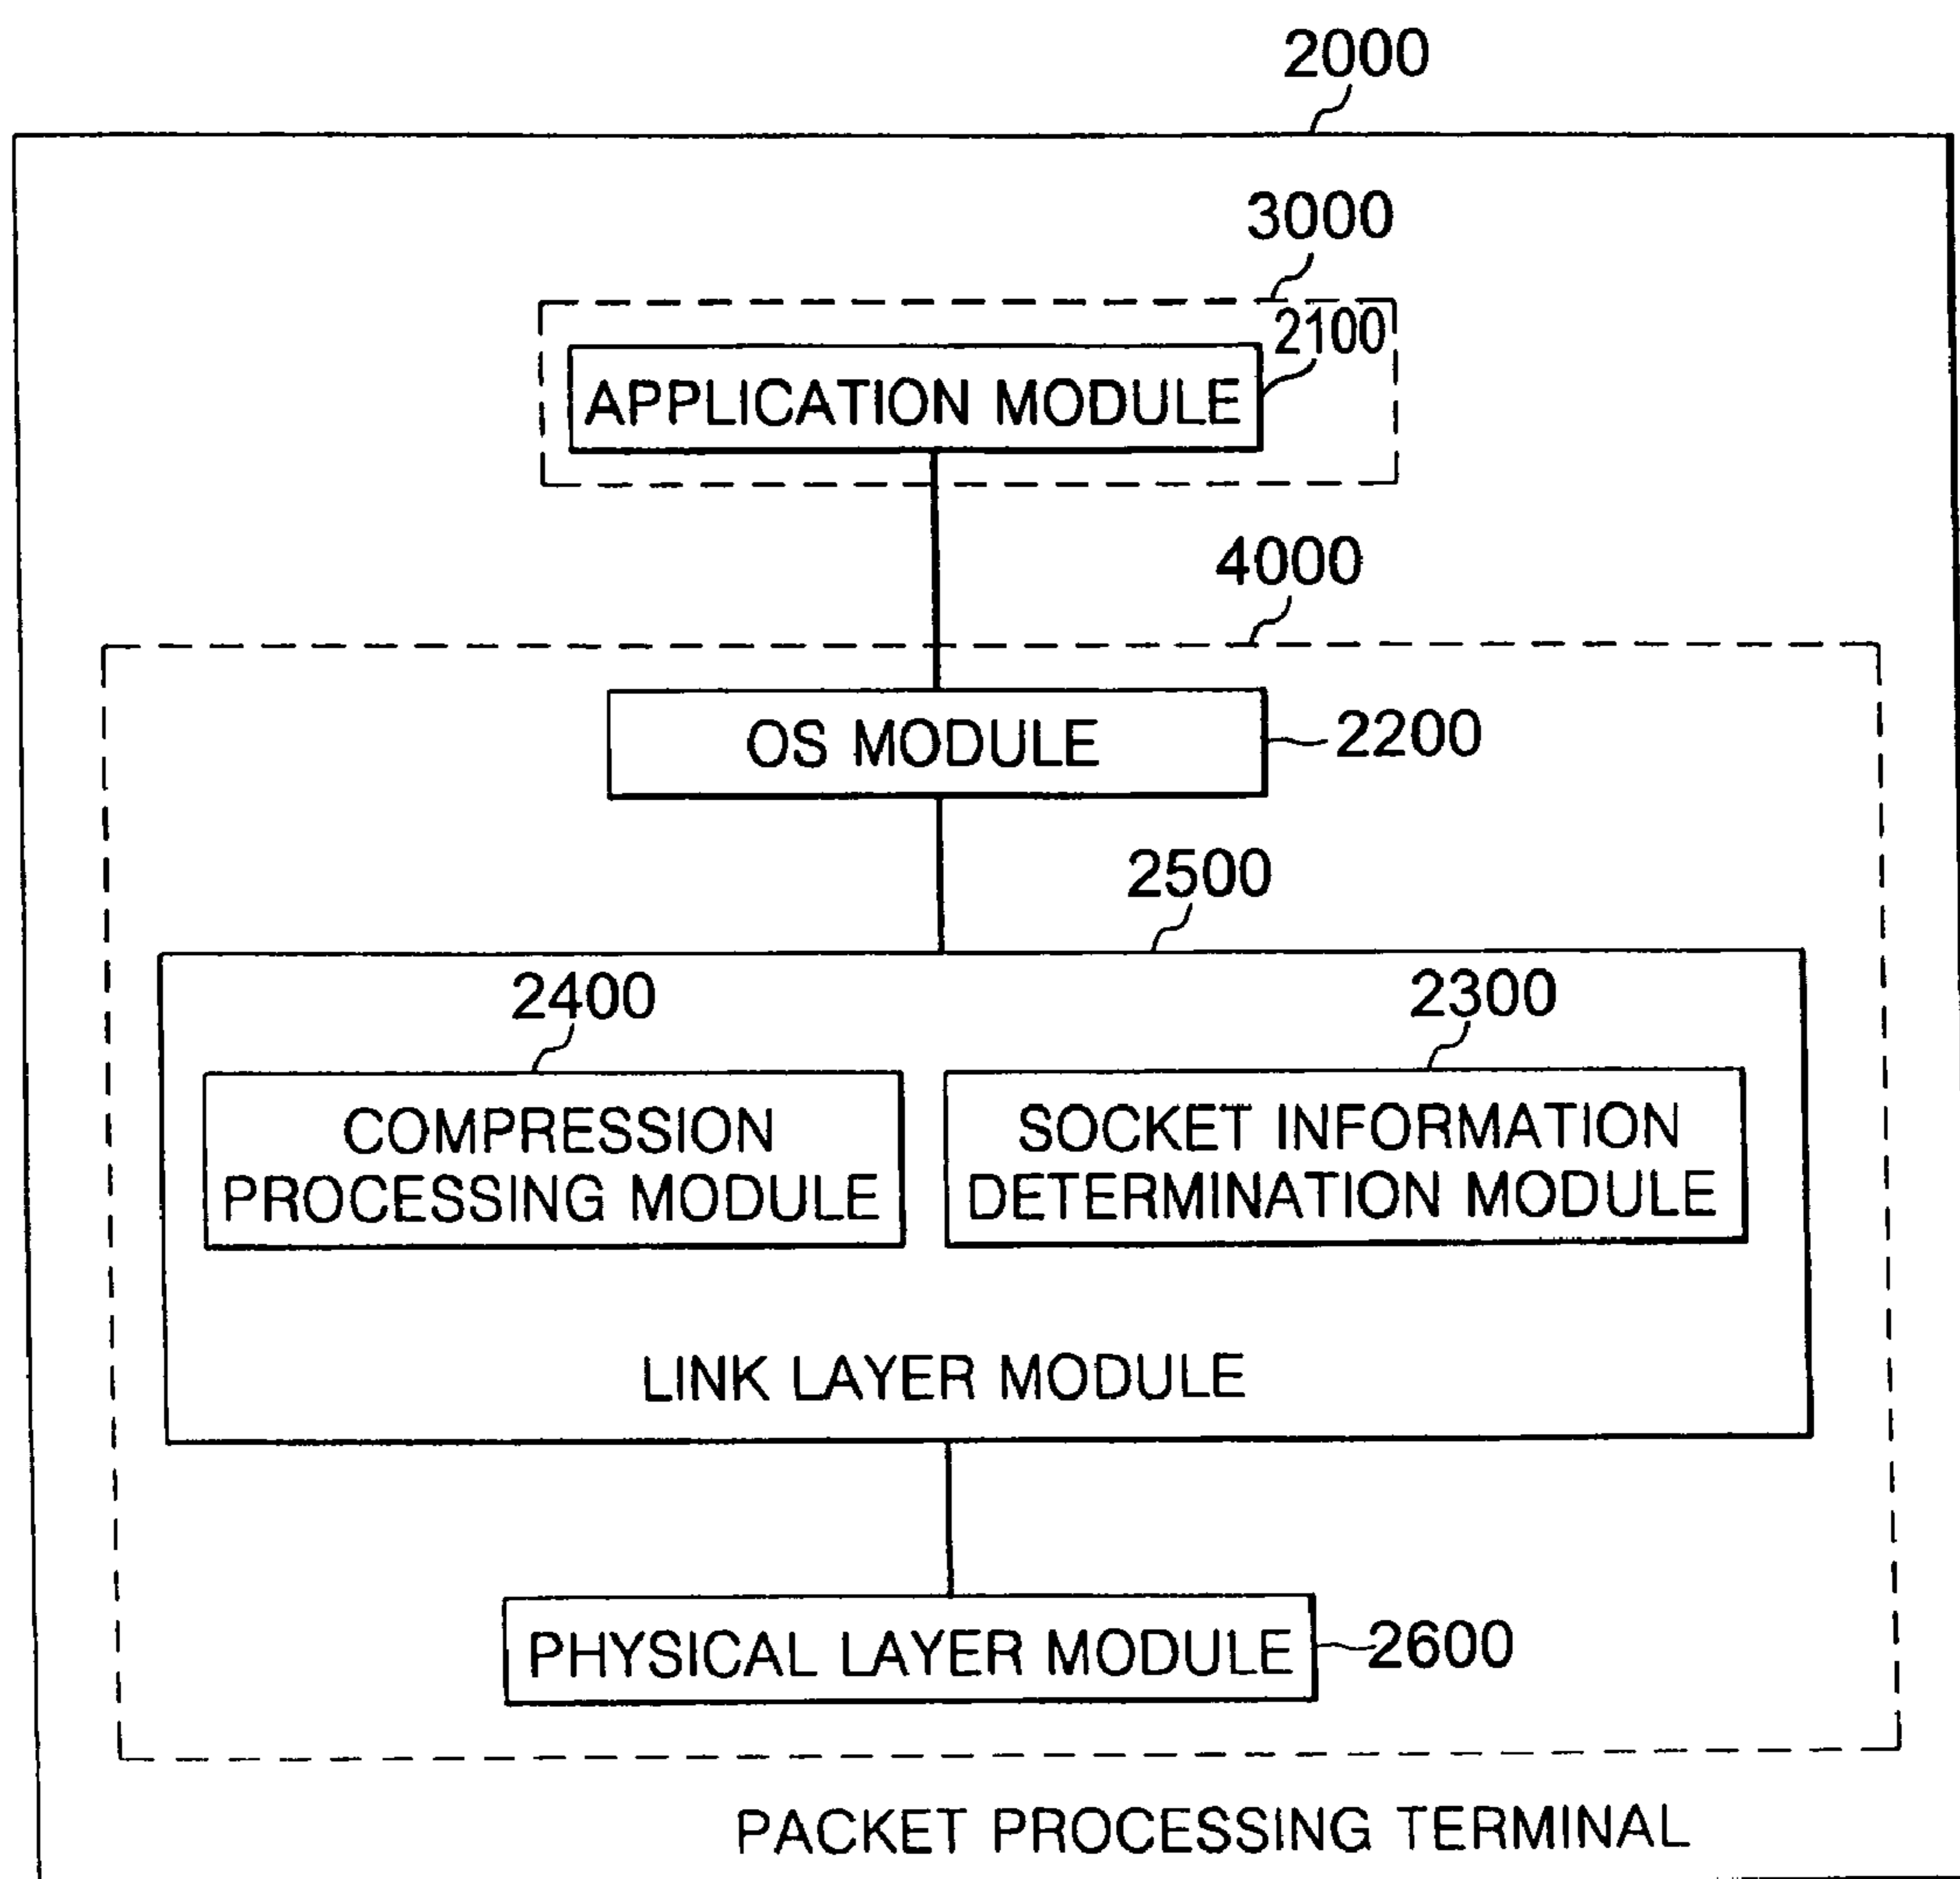 2000
3000
2100
APPLICATION MODULE
4000
OS MODULE
2200
2500
2400
2300
COMPRESSION
PROCESSING MODULE
SOCKET INFORMATION
DETERMINATION MODULE
LINK LAYER MODULE
PHYSICAL LAYER MODULE
2600
PACKET PROCESSING TERMINAL